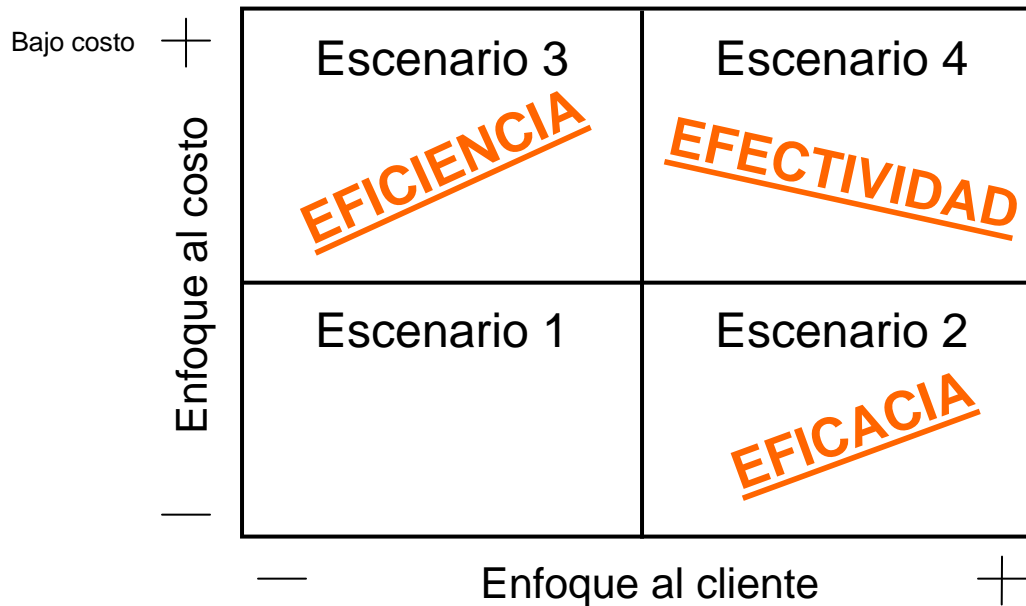 Bajo costo
Escenario 3
Escenario 4
EFICIENCIA
EFECTIVIDAD
Enfoque al costo
Escenario 1
Escenario 2
EFICACIA
Enfoque al cliente